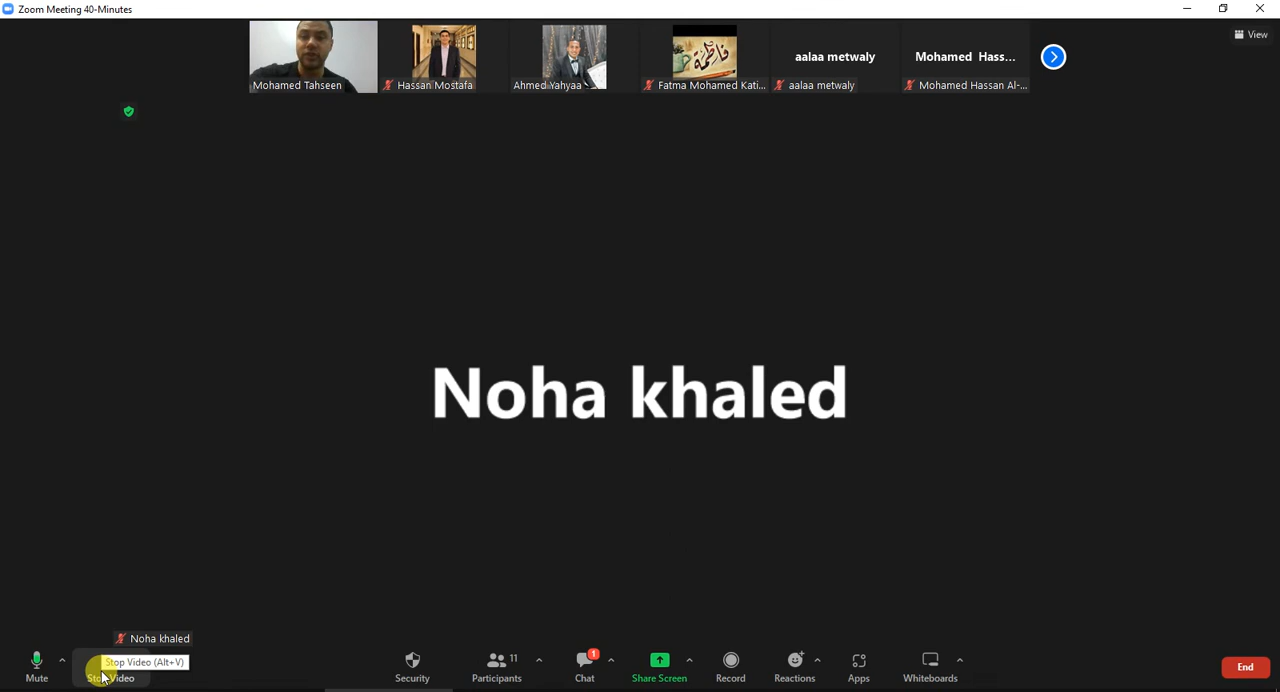 Zoom Meeting 40-Minutes
View
فاطمة
aalaa metwaly
Mohamed Hass...
Mohamed Tahseen
Hassan Mostafa
Ahmed Yahyaa
Fatma Mohamed Kati...
aalaa metwaly
Mohamed Hassan Al-...
Noha khaled
Noha khaled
Stop Video (Alt+V)
Mute
Stop Video
Security
11
Participants
1
Chat
Share Screen
Record
Reactions
Apps
Whiteboards
End